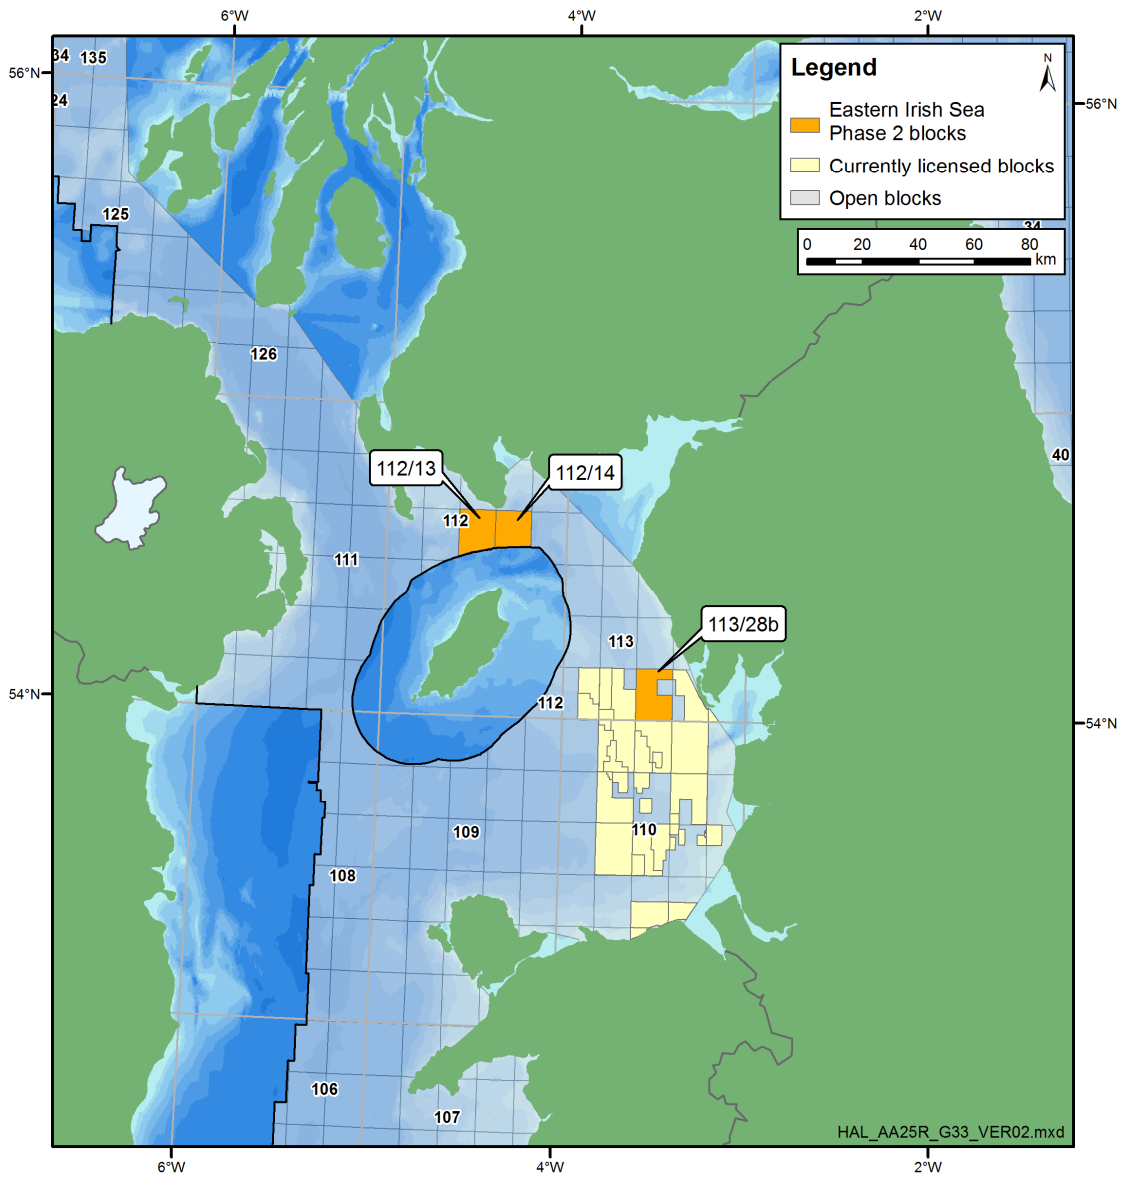 6°W 4°W 2°W
34 135
56°N
24
Legend
N
Eastern Irish Sea
Phase 2 blocks
Currently licensed blocks
Open blocks
56°N
125
34
0 20 40 60 80
km
126
40
112/13
112/14
112
111
113/28b
113
54°N
112
54°N
110
109
108
106
107
HAL_AA25R_G33_VER02.mxd
6°W 4°W 2°W